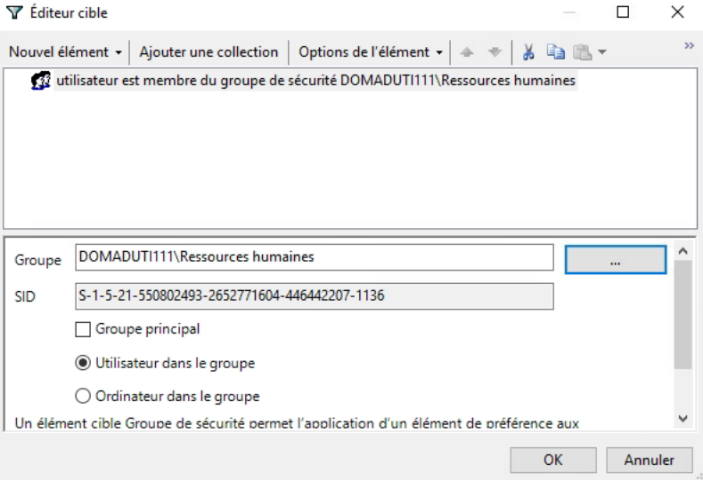 Éditeur cible
Nouvel élément Ajouter une collection Options de l'élément
utilisateur est membre du groupe de sécurité DOMADUTI111\Ressources humaines
Groupe DOMADUTI111\Ressources humaines ...
SID S-1-5-21-550802493-2652771604-446442207-1136
Groupe principal
Utilisateur dans le groupe
Ordinateur dans le groupe
Un élément cible Groupe de sécurité permet l'application d'un élément de préférence aux
OK Annuler